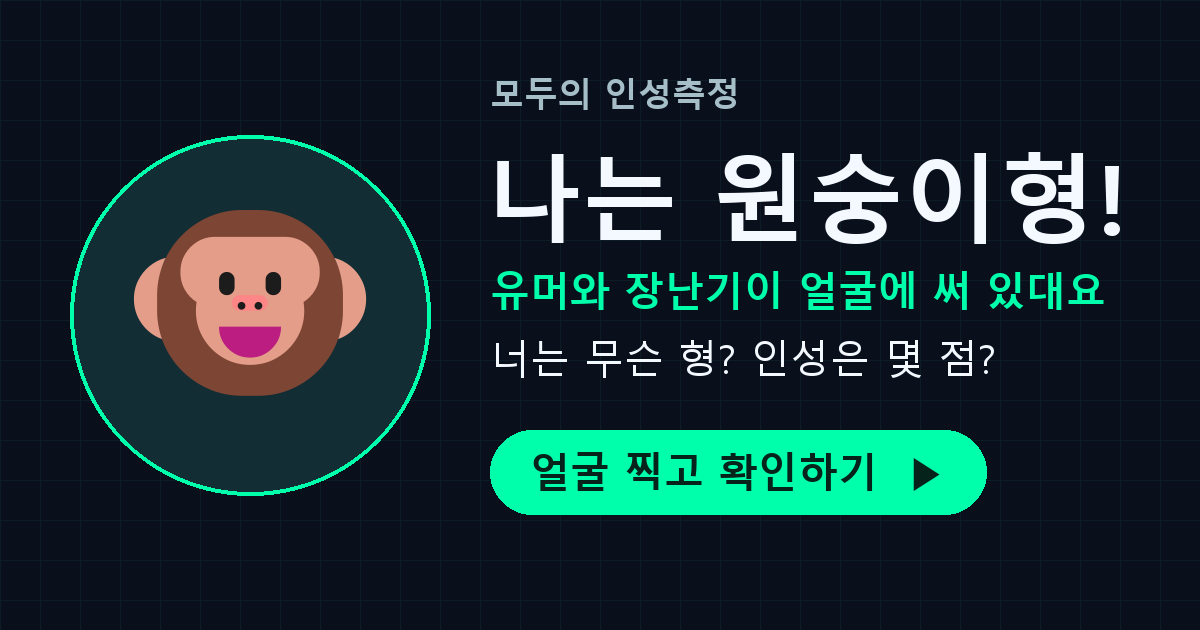 모두의 인성측정
나는 원숭이형!
유머와 장난기이 얼굴에 써 있대요
너는 무슨 형? 인성은 몇 점?
얼굴 찍고 확인하기 ▶